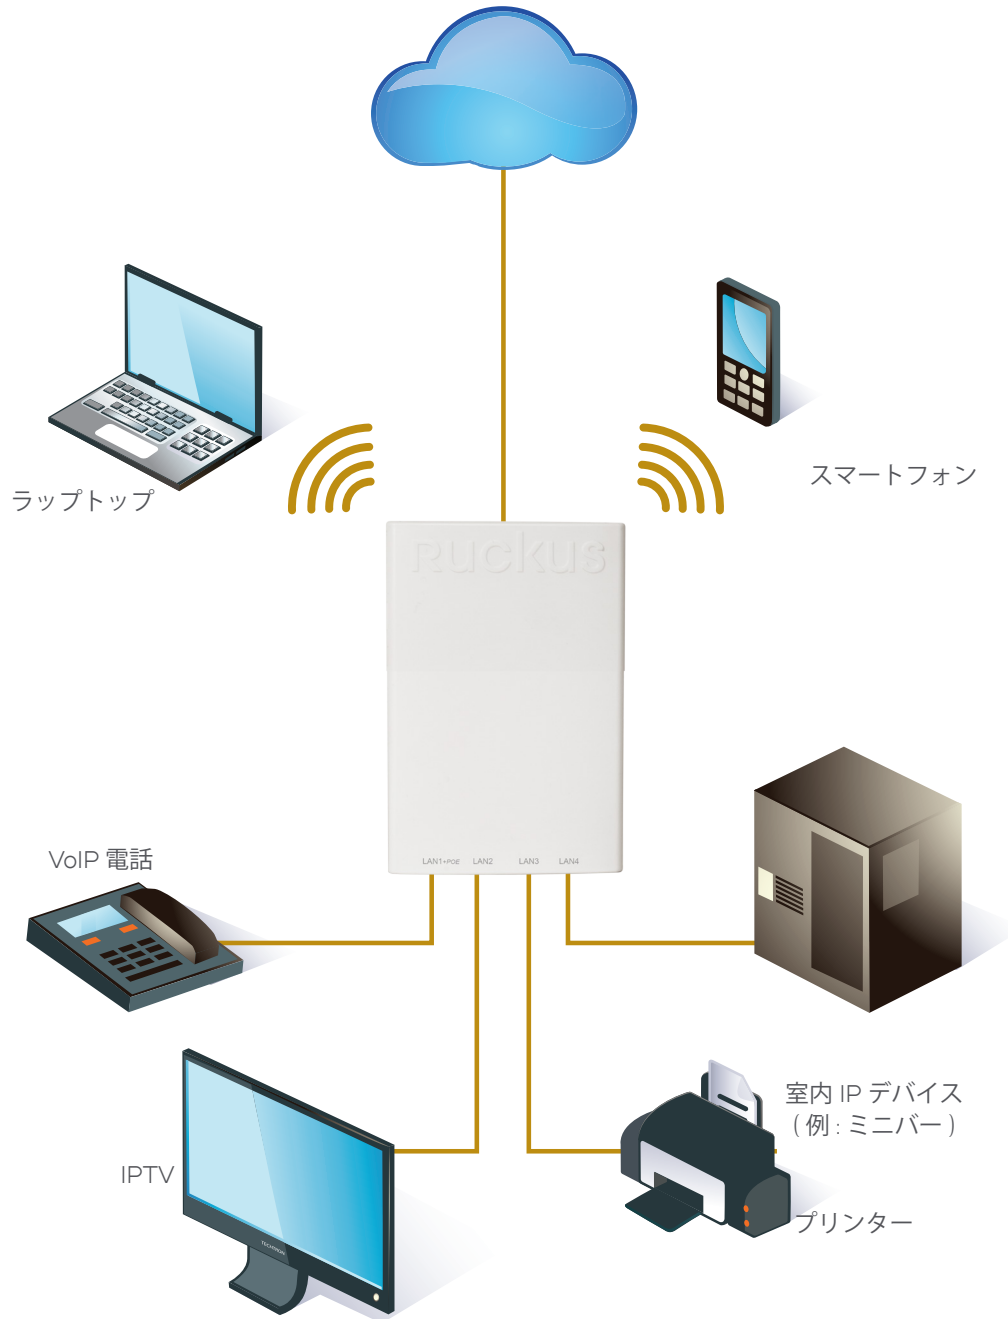 ラップトップ
スマートフォン
Ruckus
LAN1+POE LAN2 LAN3 LAN4
VoIP 電話
室内 IP デバイス
( 例 : ミニバー )
IPTV
プリンター
TECHNION